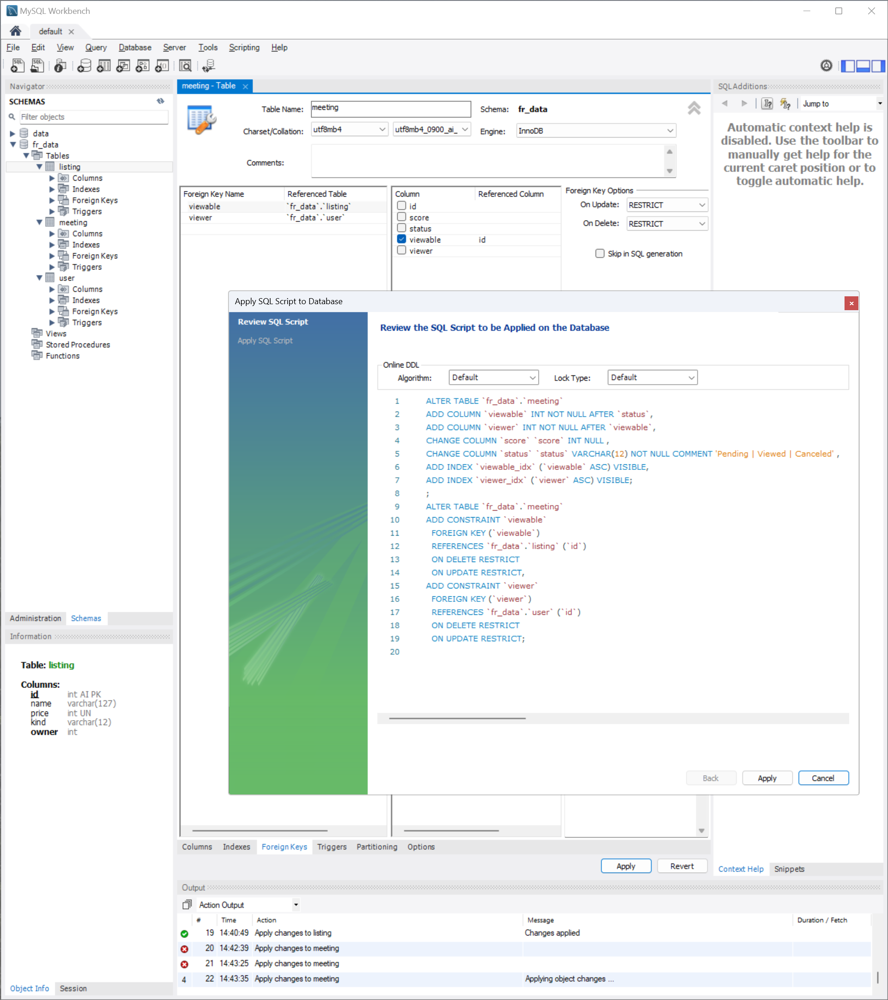 MySQL Workbench
default
File Edit View Query Database Server Tools Scripting Help
Navigator
SCHEMAS
Filter objects
data
fr_data
Tables
listing
Columns
Indexes
Foreign Keys
Triggers
meeting
Columns
Indexes
Foreign Keys
Triggers
user
Columns
Indexes
Foreign Keys
Triggers
Views
Stored Procedures
Functions
Administration Schemas
Information
Table: listing
Columns:
id int AI PK
name varchar(127)
price int UN
kind varchar(12)
owner int
Object Info Session
meeting - Table
Table Name: meeting Schema: fr_data
Charset/Collation: utf8mb4 utf8mb4_0900_ai_ Engine: InnoDB
Comments:
Foreign Key Name Referenced Table
viewable `fr_data`.`listing`
viewer `fr_data`.`user`
Column Referenced Column
id
score
status
viewable id
viewer
Foreign Key Options
On Update: RESTRICT
On Delete: RESTRICT
Skip in SQL generation
Apply SQL Script to Database
Review SQL Script
Apply SQL Script
Review the SQL Script to be Applied on the Database
Online DDL
Algorithm: Default Lock Type: Default
1 ALTER TABLE `fr_data`.`meeting`
2 ADD COLUMN `viewable` INT NOT NULL AFTER `status`,
3 ADD COLUMN `viewer` INT NOT NULL AFTER `viewable`,
4 CHANGE COLUMN `score` `score` INT NULL ,
5 CHANGE COLUMN `status` `status` VARCHAR(12) NOT NULL COMMENT 'Pending | Viewed | Canceled' ,
6 ADD INDEX `viewable_idx` (`viewable` ASC) VISIBLE,
7 ADD INDEX `viewer_idx` (`viewer` ASC) VISIBLE;
8 ;
9 ALTER TABLE `fr_data`.`meeting`
10 ADD CONSTRAINT `viewable`
11 FOREIGN KEY (`viewable`)
12 REFERENCES `fr_data`.`listing` (`id`)
13 ON DELETE RESTRICT
14 ON UPDATE RESTRICT,
15 ADD CONSTRAINT `viewer`
16 FOREIGN KEY (`viewer`)
17 REFERENCES `fr_data`.`user` (`id`)
18 ON DELETE RESTRICT
19 ON UPDATE RESTRICT;
20
Back Apply Cancel
Columns Indexes Foreign Keys Triggers Partitioning Options
Apply Revert
SQLAdditions
Jump to
Automatic context help is
disabled. Use the toolbar to
manually get help for the
current caret position or to
toggle automatic help.
Context Help Snippets
Output
Action Output
# Time Action Message Duration / Fetch
19 14:40:49 Apply changes to listing Changes applied
20 14:42:39 Apply changes to meeting
21 14:43:25 Apply changes to meeting
4 22 14:43:35 Apply changes to meeting Applying object changes ...